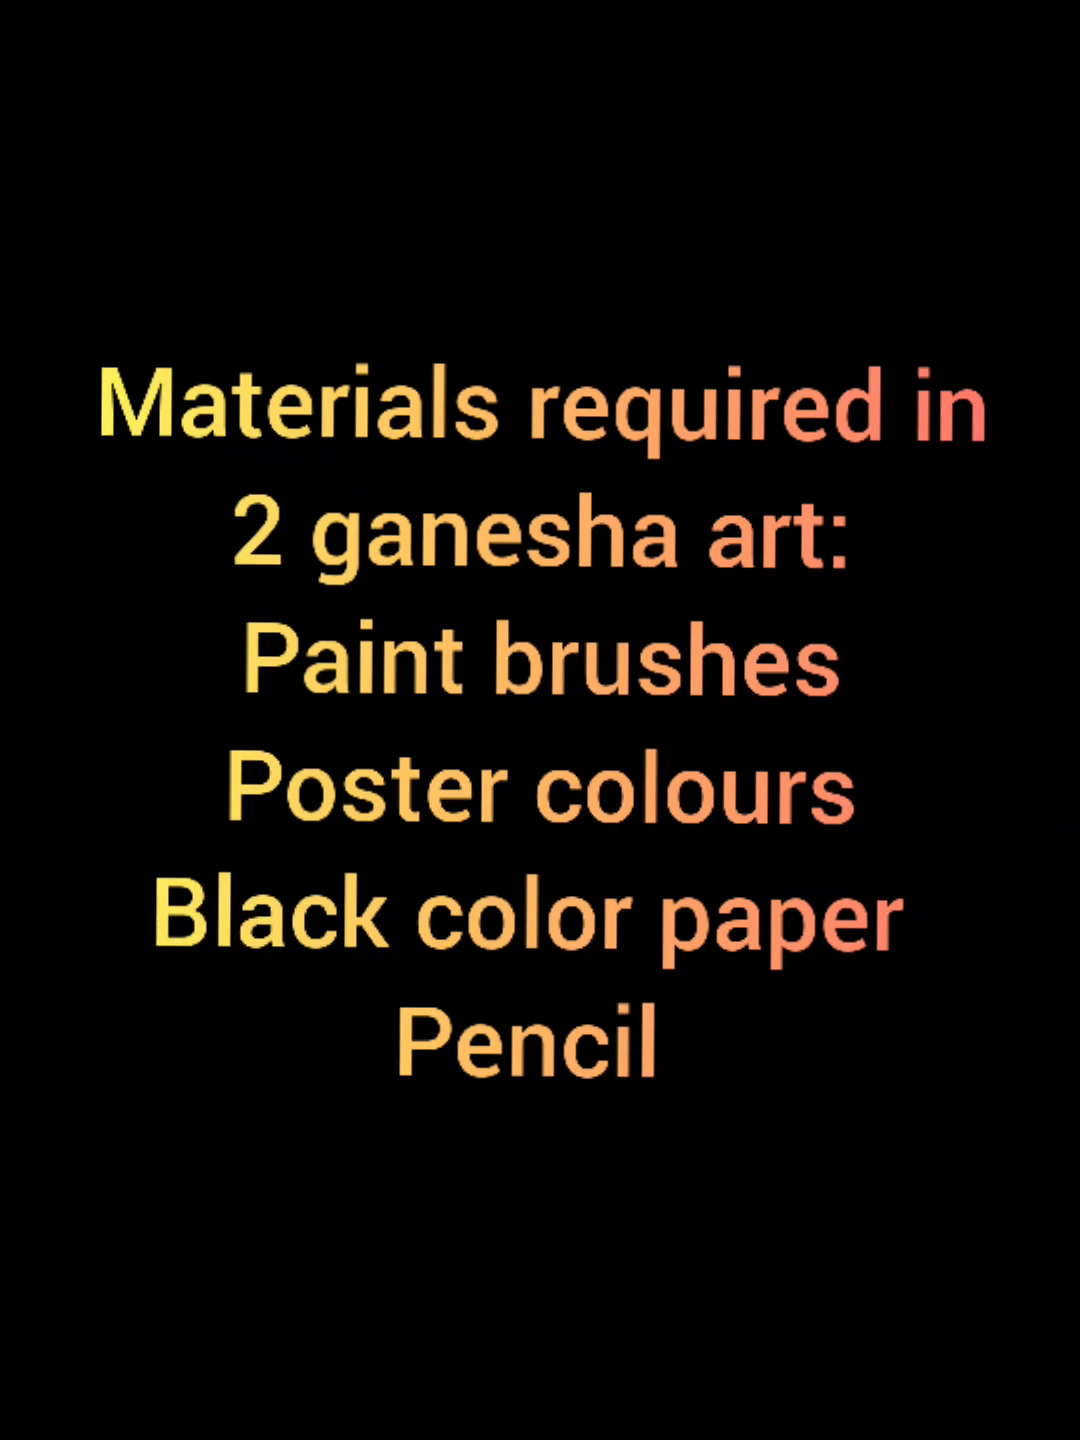 Materials required in
2 ganesha art:
Paint brushes
Poster colours
Black color paper
Pencil